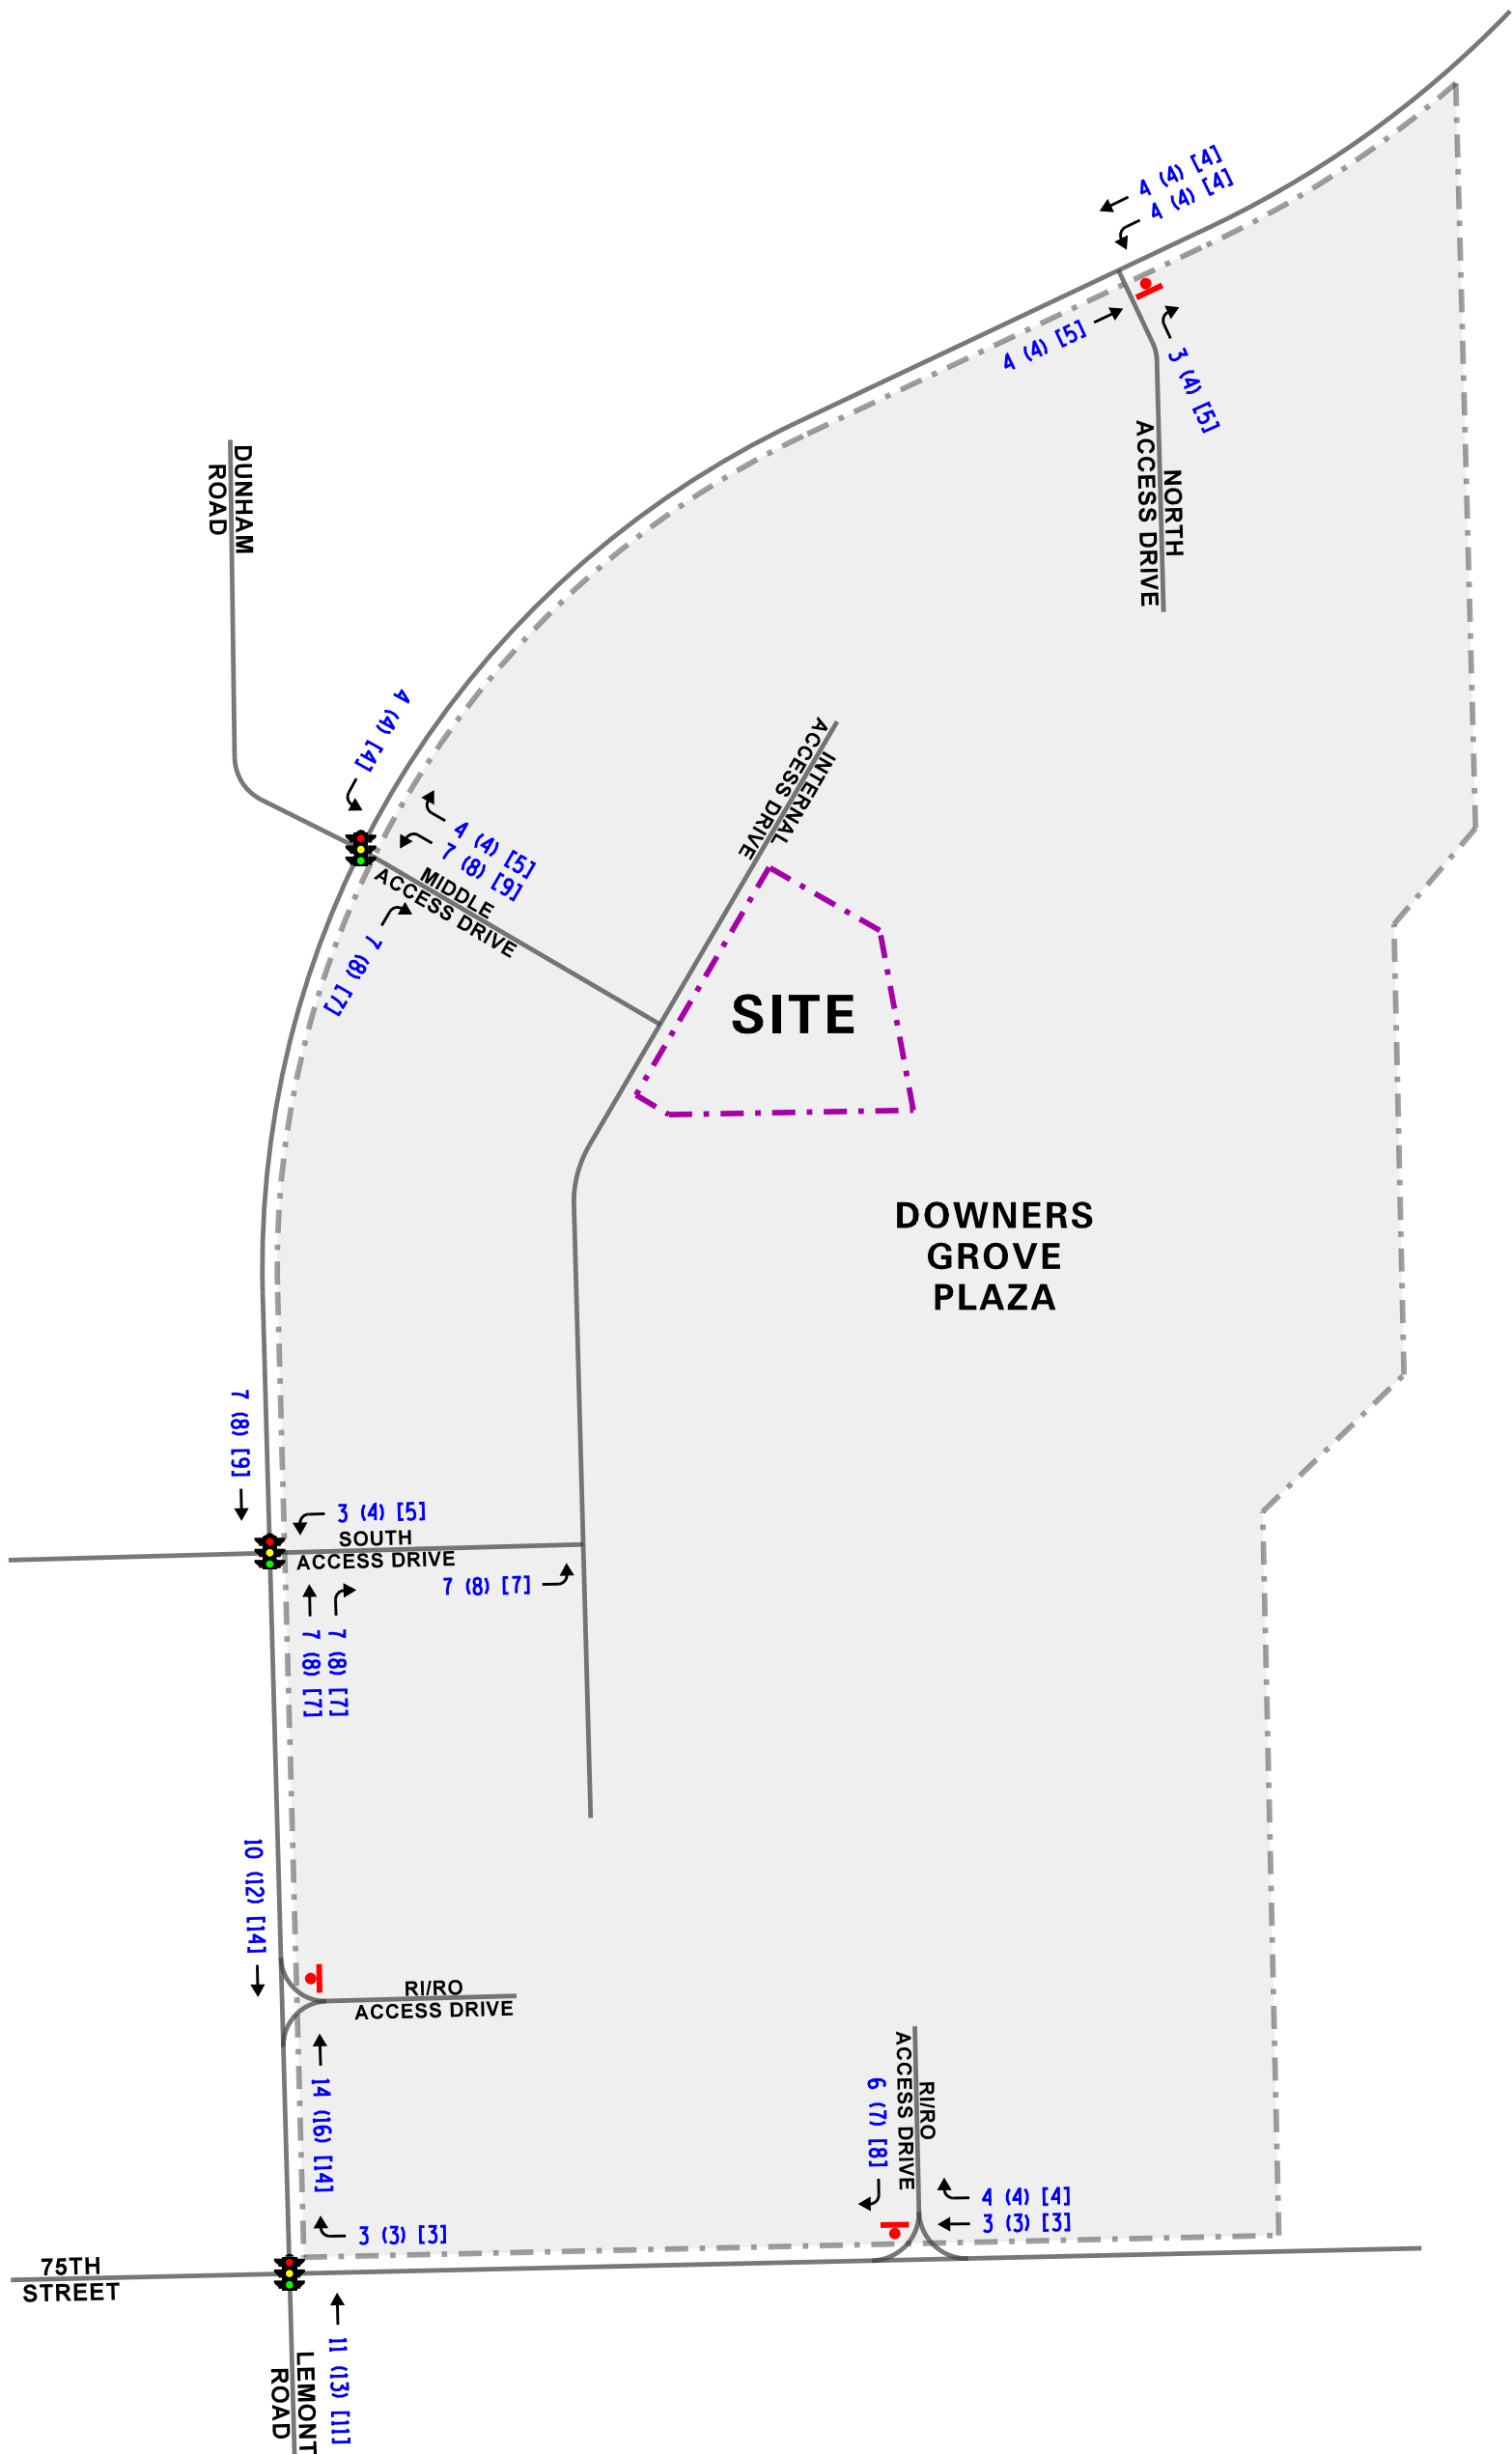 4 (4) [4]
4 (4) [4]
4 (4) [5]
3 (4) [5]
NORTH
ACCESS DRIVE
DUNHAM
ROAD
4 (4) [4]
4 (4) [5]
7 (8) [9]
MIDDLE
ACCESS DRIVE
7 (8) [7]
INTERNAL
ACCESS DRIVE
SITE
DOWNERS
GROVE
PLAZA
7 (8) [9]
3 (4) [5]
SOUTH
ACCESS DRIVE
7 (8) [7]
7 (8) [7]
7 (8) [7]
10 (12) [14]
RI/RO
ACCESS DRIVE
14 (16) [14]
RI/RO
ACCESS DRIVE
6 (7) [8]
4 (4) [4]
3 (3) [3]
3 (3) [3]
75TH
STREET
11 (13) [11]
LEMONT
ROAD